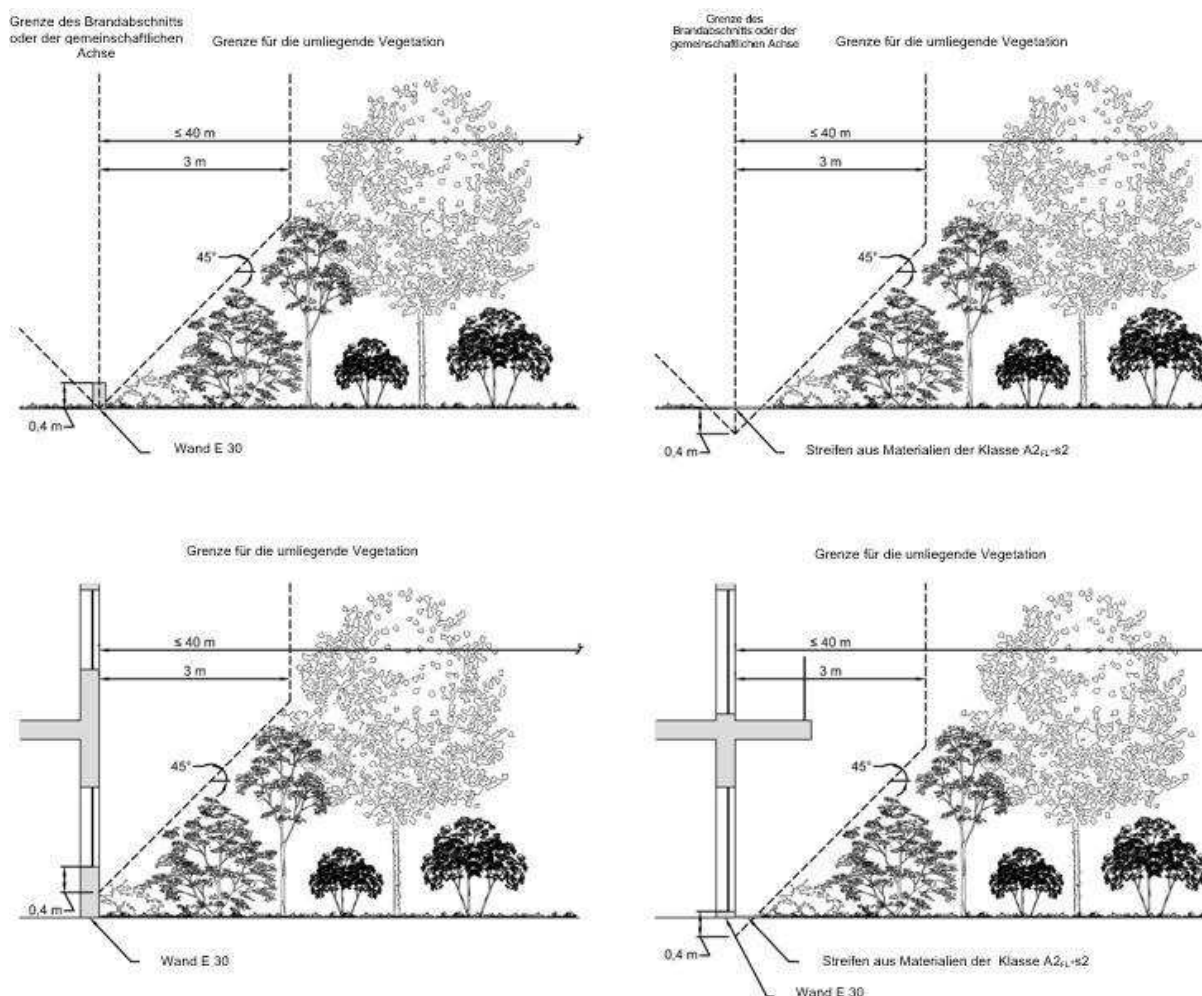 Grenze des Brandabschnitts
oder der gemeinschaftlichen
Achse
Grenze für die umliegende Vegetation
≤ 40 m
3 m
45°
0,4 m
Wand E 30
Grenze des
Brandabschnitts oder der
gemeinschaftlichen Achse
Grenze für die umliegende Vegetation
≤ 40 m
3 m
45°
0,4 m
Streifen aus Materialien der Klasse A2FL-s2
Grenze für die umliegende Vegetation
≤ 40 m
3 m
45°
0,4 m
Wand E 30
Grenze für die umliegende Vegetation
≤ 40 m
3 m
45°
0,4 m
Streifen aus Materialien der Klasse A2FL-s2
Wand E 30